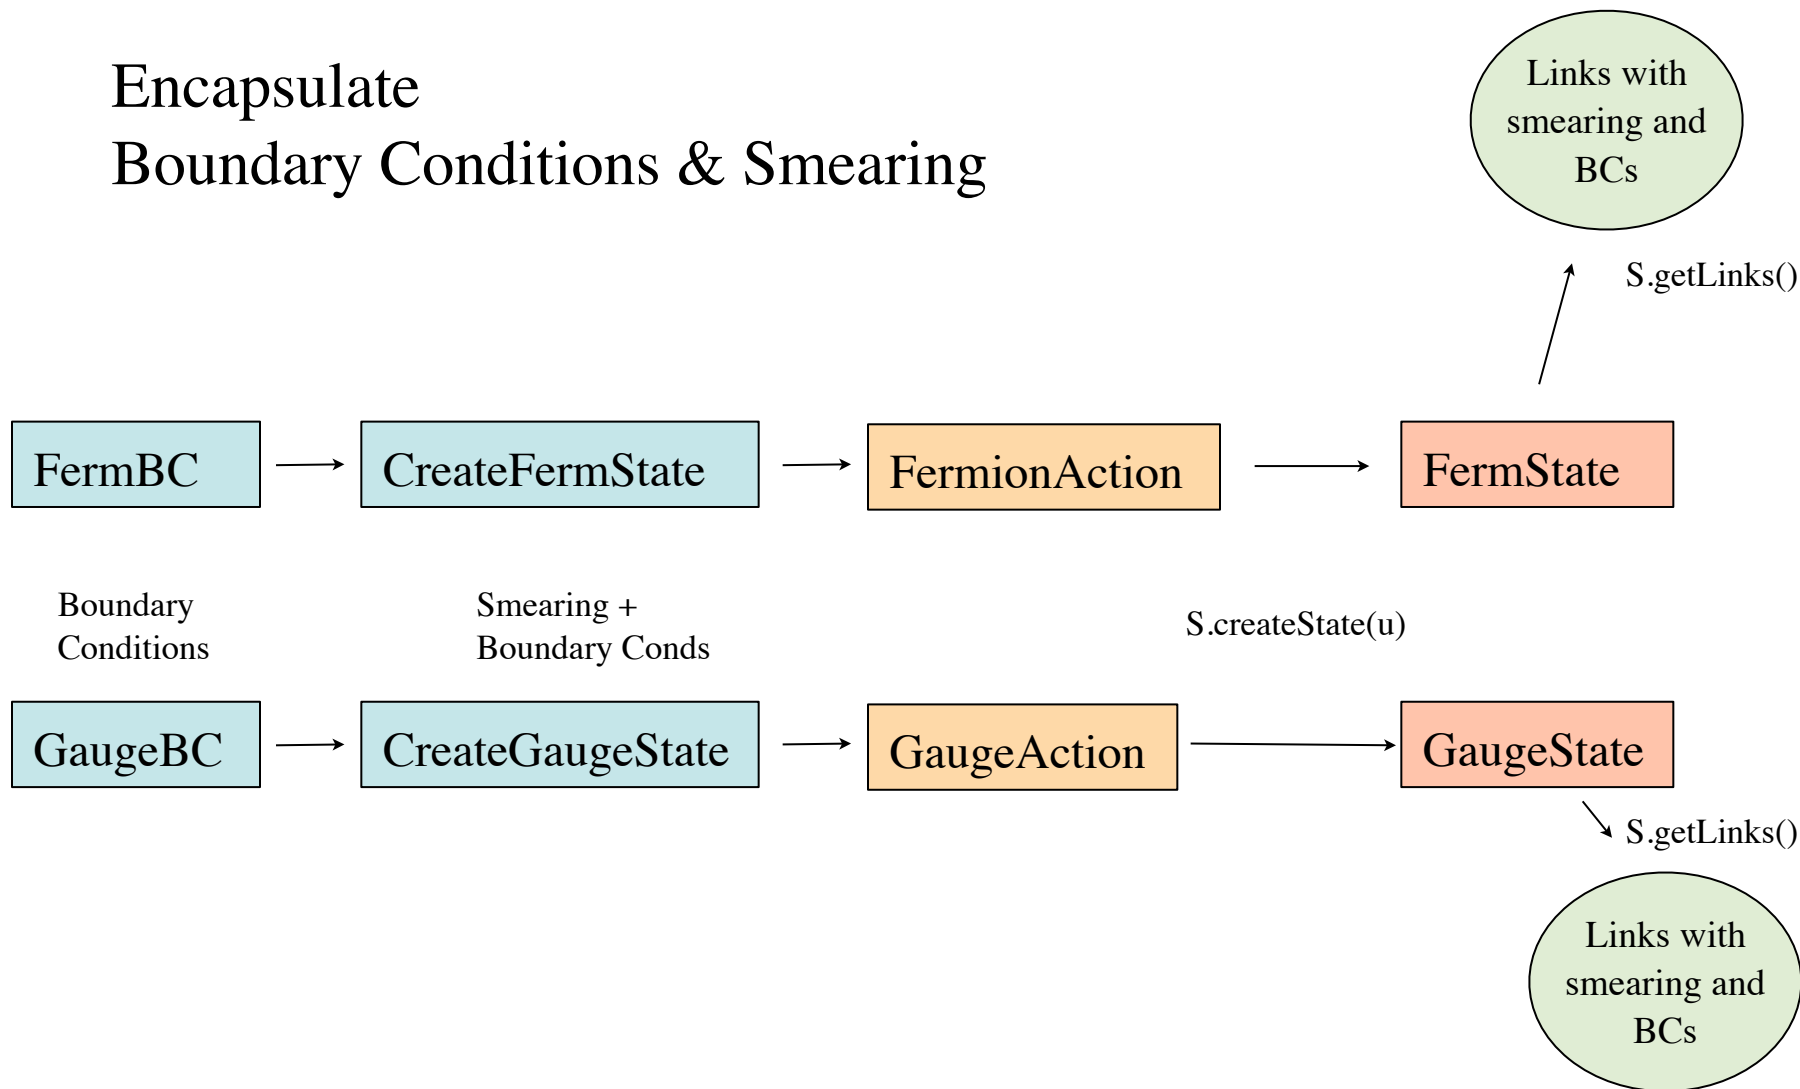 Encapsulate
Boundary Conditions & Smearing
Links with
smearing and
BCs
S.getLinks()
FermBC
CreateFermState
FermionAction
FermState
Boundary
Conditions
Smearing +
Boundary Conds
S.createState(u)
GaugeBC
CreateGaugeState
GaugeAction
GaugeState
S.getLinks()
Links with
smearing and
BCs